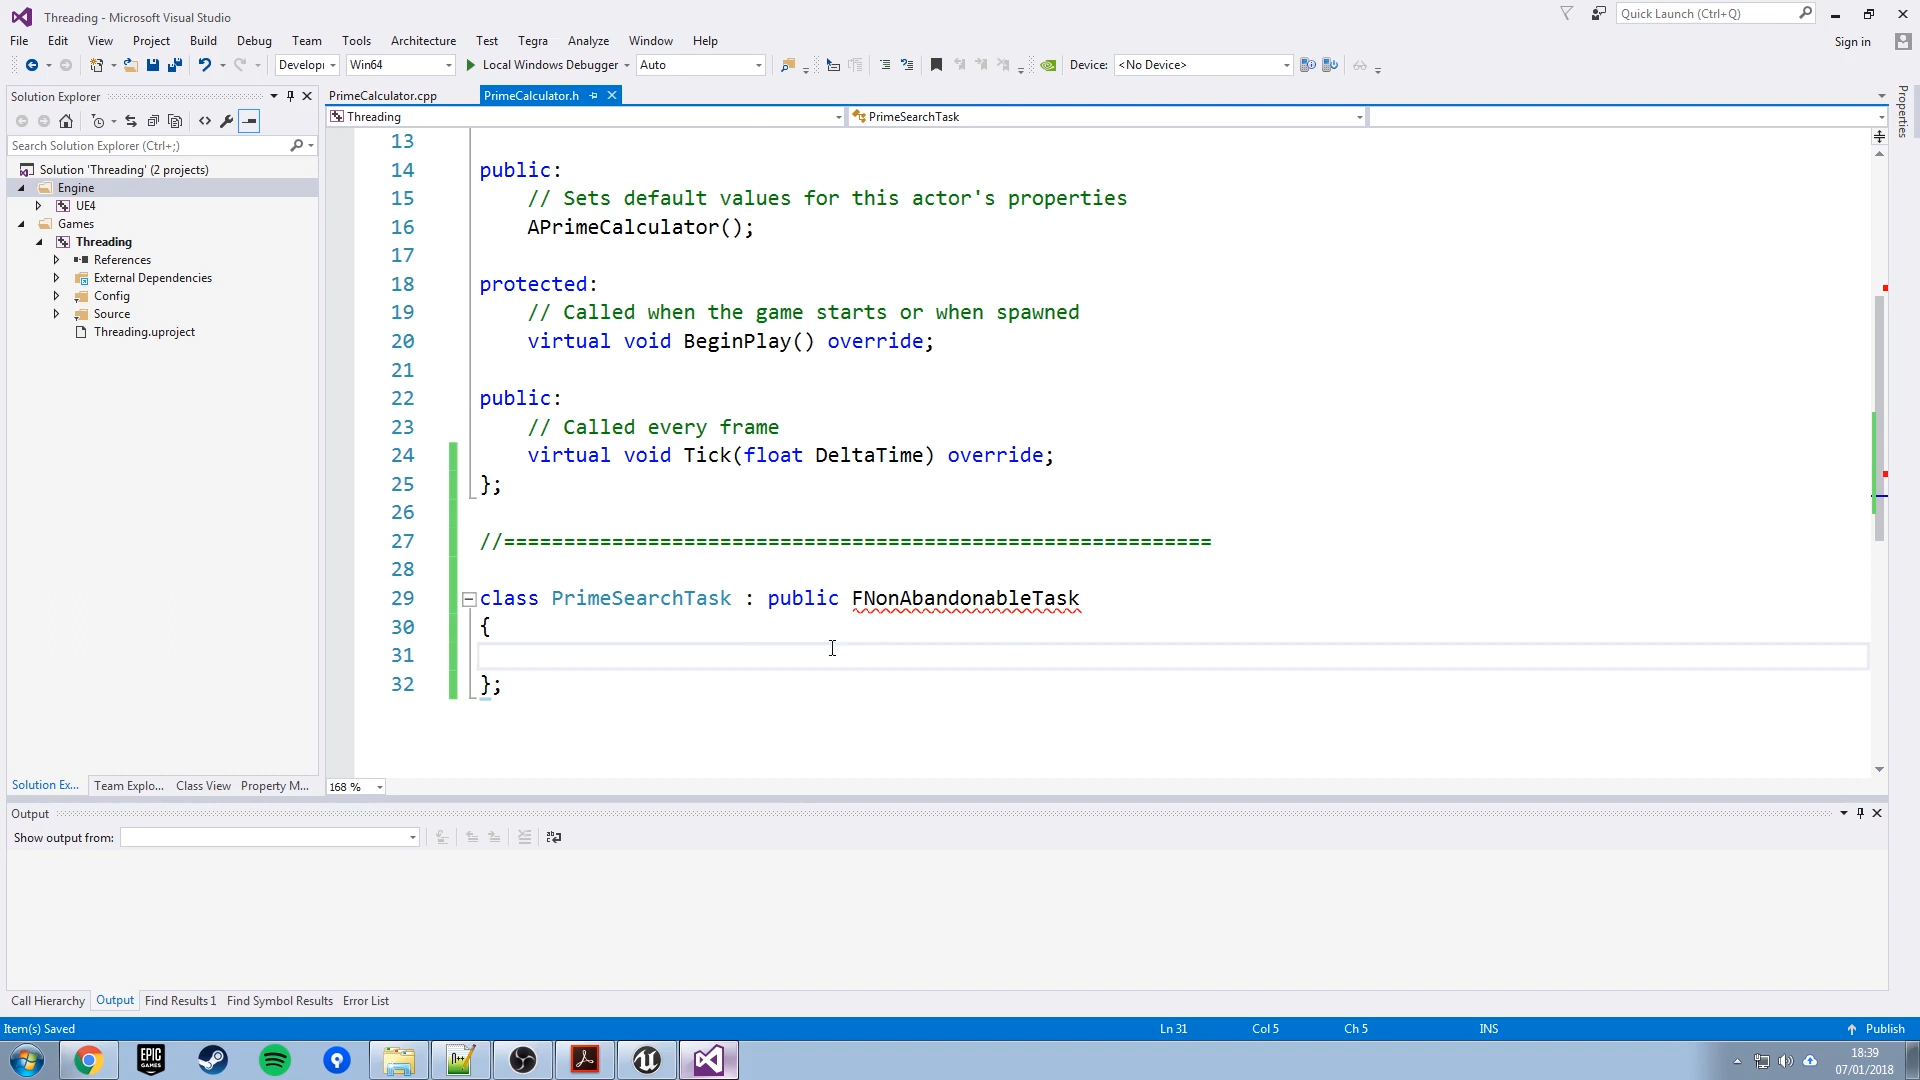 Threading - Microsoft Visual Studio
Quick Launch (Ctrl+Q)
File Edit View Project Build Debug Team Tools Architecture Test Tegra Analyze Window Help
Sign in
Develop Win64 Local Windows Debugger Auto Device: <No Device>
Solution Explorer
PrimeCalculator.cpp PrimeCalculator.h
Properties
Threading PrimeSearchTask
Search Solution Explorer (Ctrl+;)
Solution 'Threading' (2 projects)
Engine
UE4
Games
Threading
References
External Dependencies
Config
Source
Threading.uproject
13
14 public:
15 // Sets default values for this actor's properties
16 APrimeCalculator();
17
18 protected:
19 // Called when the game starts or when spawned
20 virtual void BeginPlay() override;
21
22 public:
23 // Called every frame
24 virtual void Tick(float DeltaTime) override;
25 };
26
27 //===========================================================
28
29 class PrimeSearchTask : public FNonAbandonableTask
30 {
31
32 };
Solution Ex... Team Explo... Class View Property M...
168 %
Output
Show output from:
Call Hierarchy Output Find Results 1 Find Symbol Results Error List
Item(s) Saved Ln 31 Col 5 Ch 5 INS Publish
EPIC GAMES
N++
18:39
07/01/2018